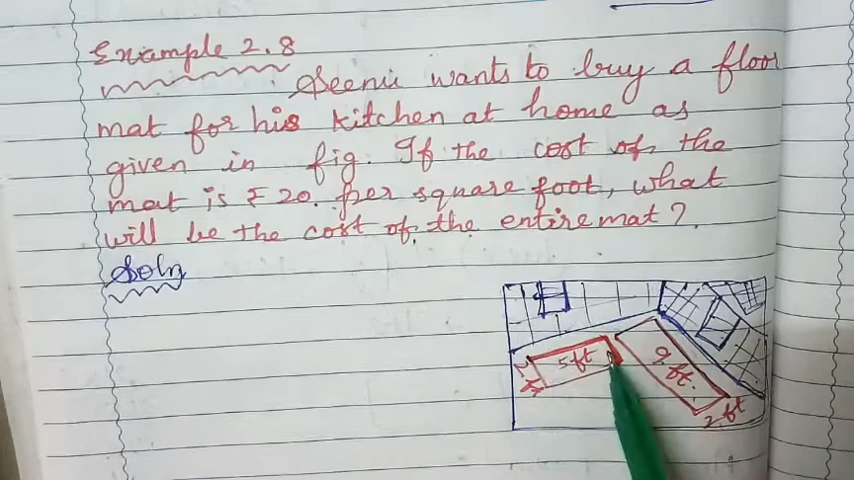 Example 2.8
Seenu wants to buy a floor
mat for his kitchen at home as
given in fig. If the cost of the
mat is ₹ 20. per square foot, what
will be the cost of the entire mat?
Soln
5 ft
2 ft
9 ft.
2 ft